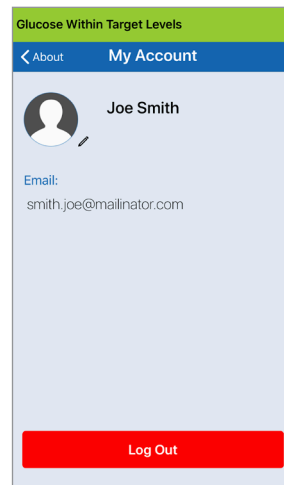 Glucose Within Target Levels
About My Account
Joe Smith
Email:
smith.joe@mailinator.com
Log Out